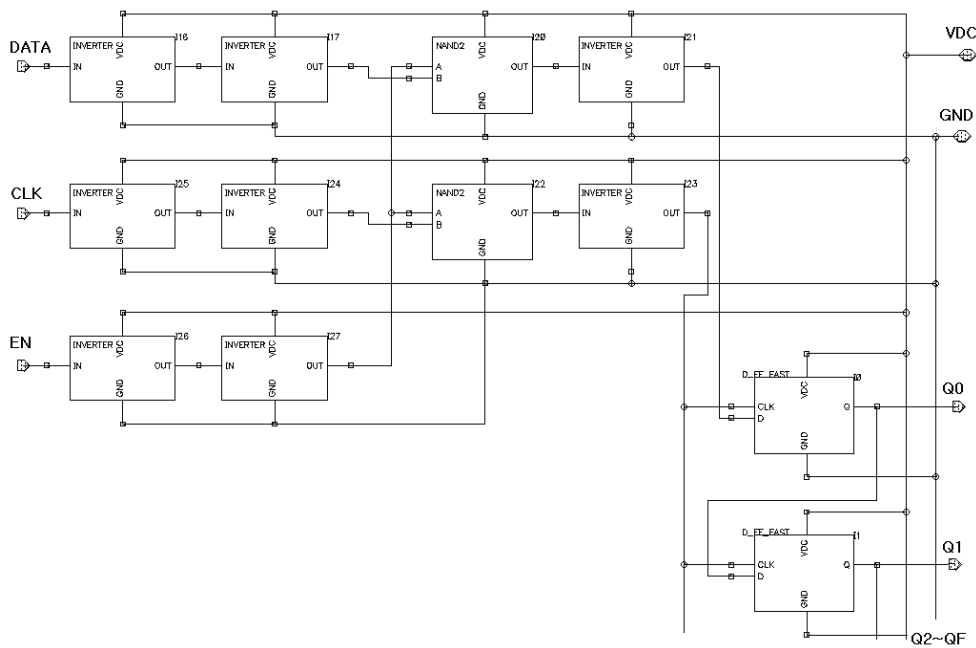 DATA
INVERTER VDC I16
IN OUT
GND
INVERTER VDC I17
IN OUT
GND
NAND2 VDC I20
A OUT
B
GND
INVERTER VDC I21
IN OUT
GND
VDC
GND
CLK
INVERTER VDC I25
IN OUT
GND
INVERTER VDC I24
IN OUT
GND
NAND2 VDC I22
A OUT
B
GND
INVERTER VDC I23
IN OUT
GND
EN
INVERTER VDC I26
IN OUT
GND
INVERTER VDC I27
IN OUT
GND
D_FF_FAST I0
VDC
CLK Q
D
GND
Q0
D_FF_FAST I1
VDC
CLK Q
D
GND
Q1
Q2~QF